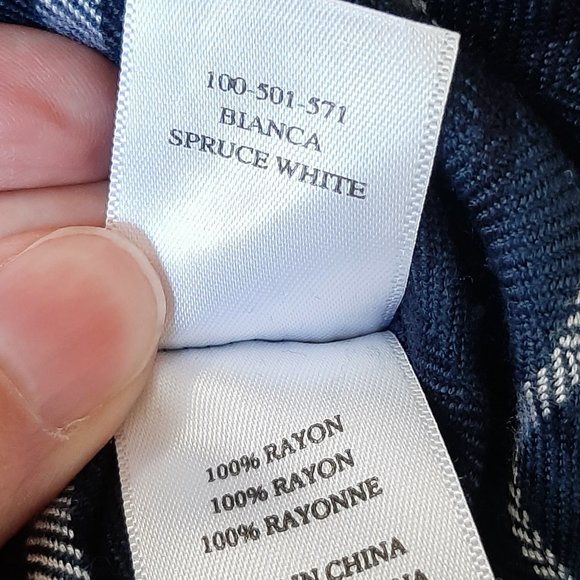 100-501-571
BIANCA
SPRUCE WHITE
100% RAYON
100% RAYON
100% RAYONNE
IN CHINA